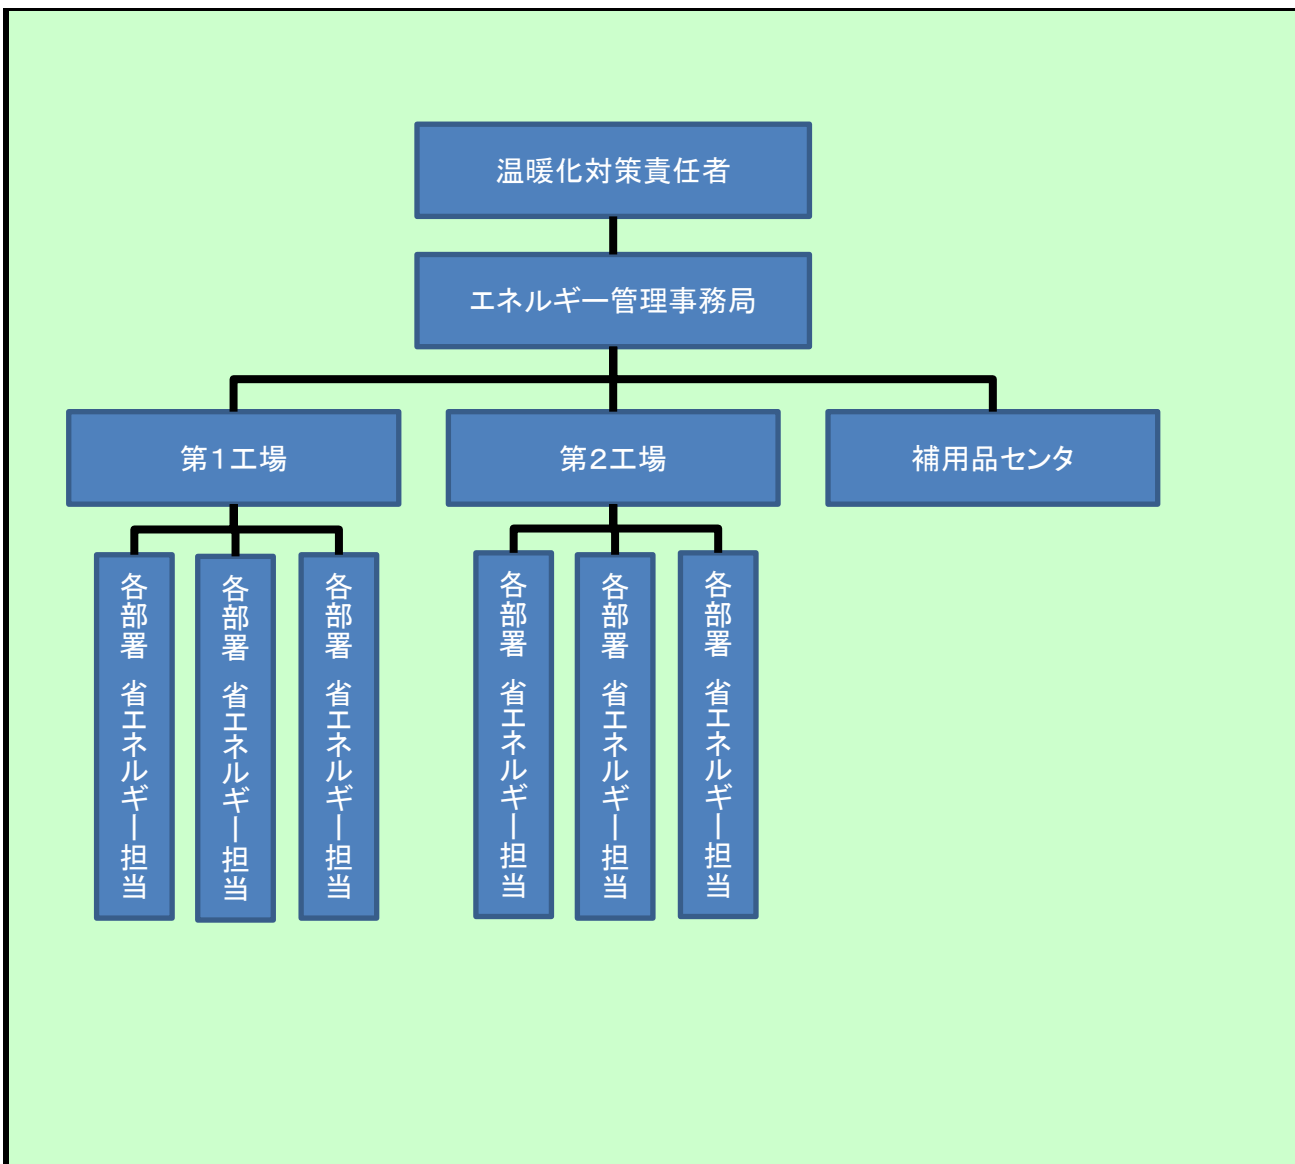 温暖化対策責任者
エネルギー管理事務局
第1工場
第2工場
補用品センタ
各部署 省エネルギー担当
各部署 省エネルギー担当
各部署 省エネルギー担当
各部署 省エネルギー担当
各部署 省エネルギー担当
各部署 省エネルギー担当